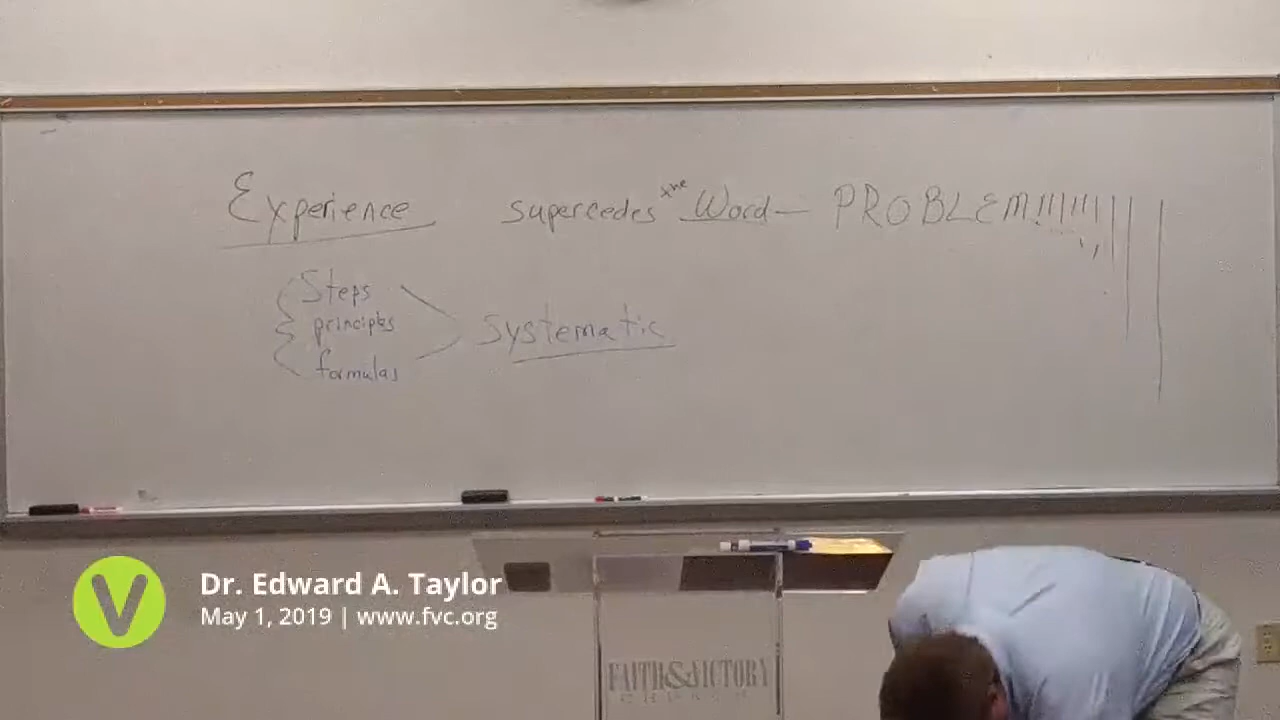 Experience supercedes the Word — PROBLEM!!!!!!!!!!
Steps
principles
formulas
Systematic
Dr. Edward A. Taylor
May 1, 2019 | www.fvc.org
FAITH & VICTORY
CHURCH